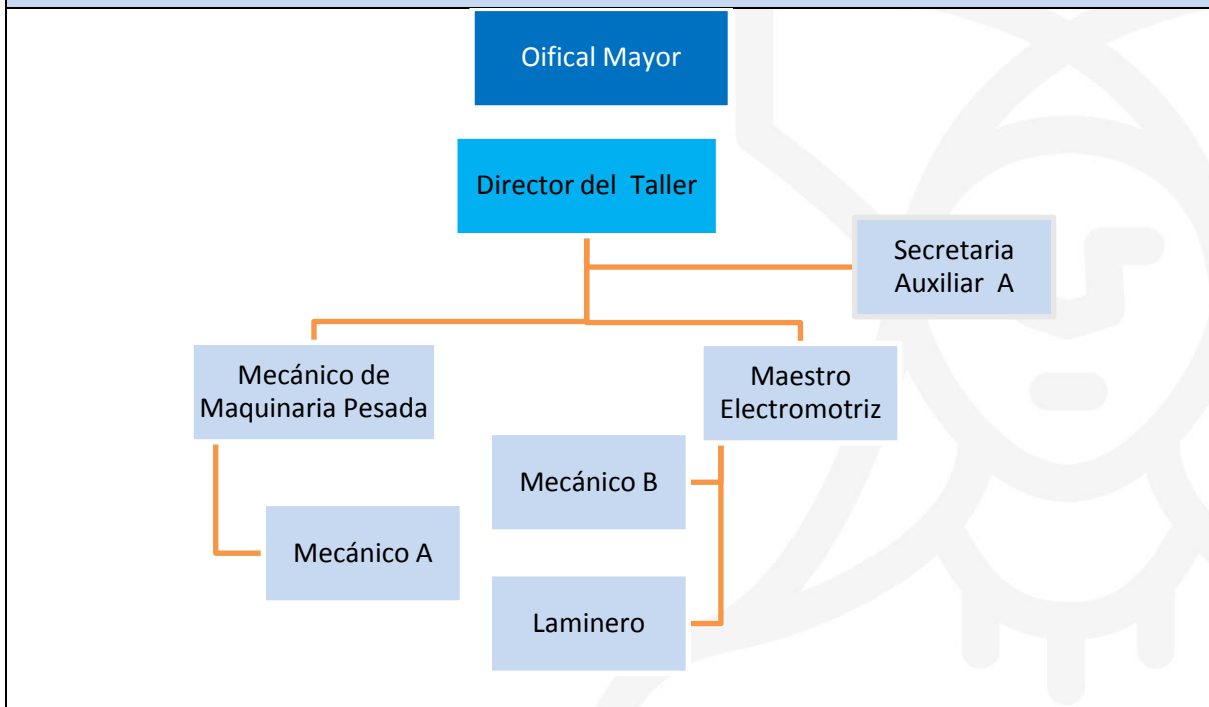 Oifical Mayor
Director del Taller
Secretaria
Auxiliar A
Mecánico de
Maquinaria Pesada
Maestro
Electromotriz
Mecánico B
Mecánico A
Laminero